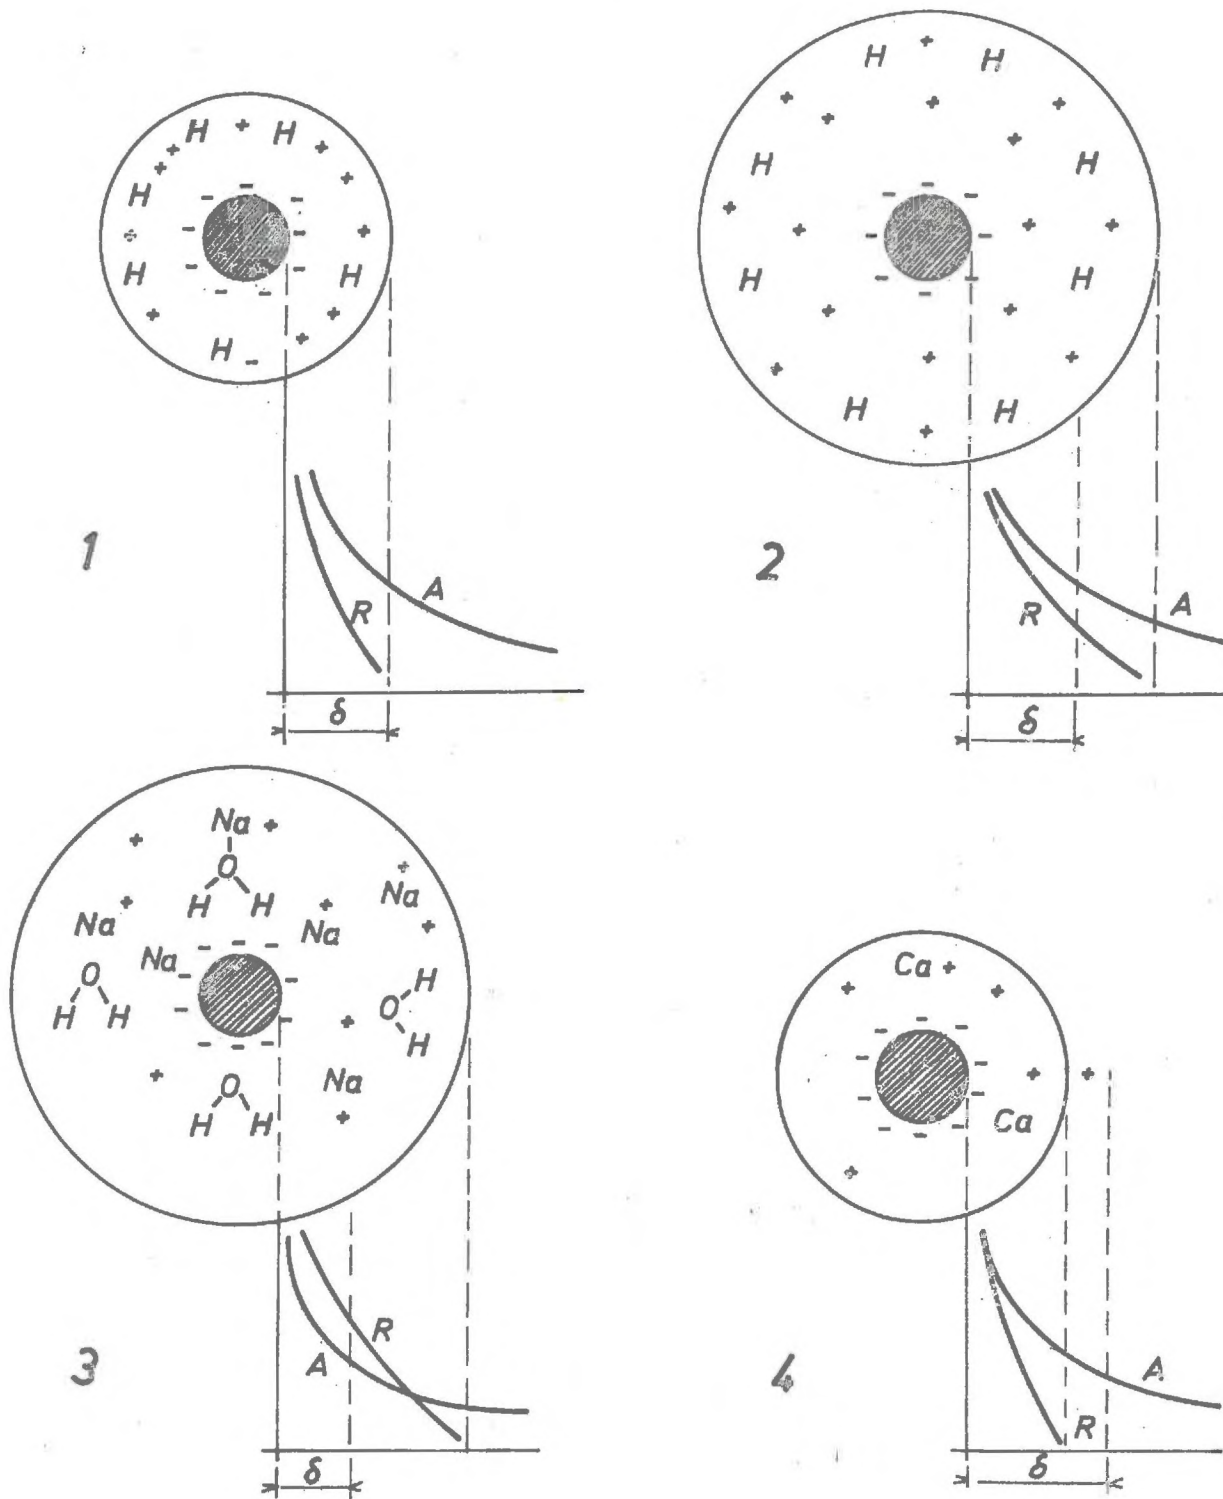 H + H
+ + +
H +
- - -
- -
+ +
- -
H H
- - -
+ +
+
H -
1
R A
δ
H + H
+ + + +
+
H H
- - -
+ + + +
- -
H H
- - -
+ +
+ +
+
H H
+
2
R A
δ
Na +
+ O
+ H H + Na
Na + +
Na
- - -
Na -
O - H
H H - O
- + H
- - -
+ O Na
H H +
3
A R
δ
Ca +
+ +
- - -
- -
+ +
- -
- - -
Ca
+
4
A
R
δ